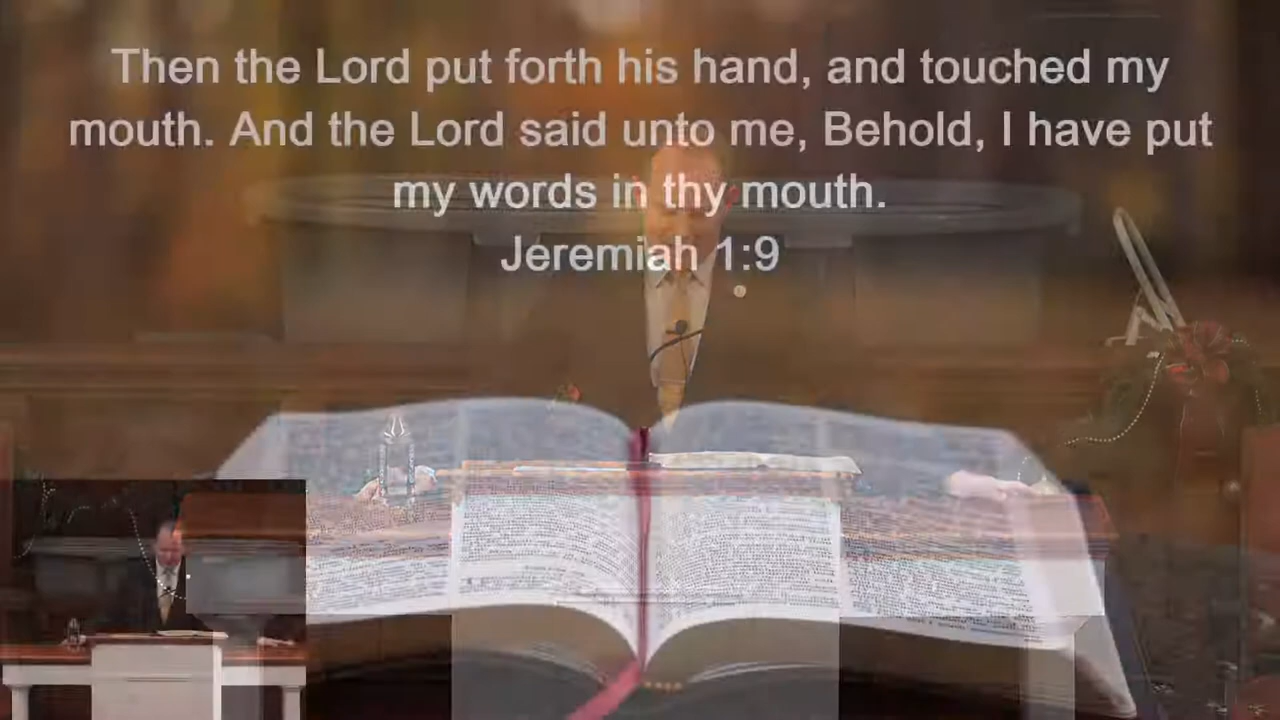 Then the Lord put forth his hand, and touched my
mouth. And the Lord said unto me, Behold, I have put
my words in thy mouth.
Jeremiah 1:9